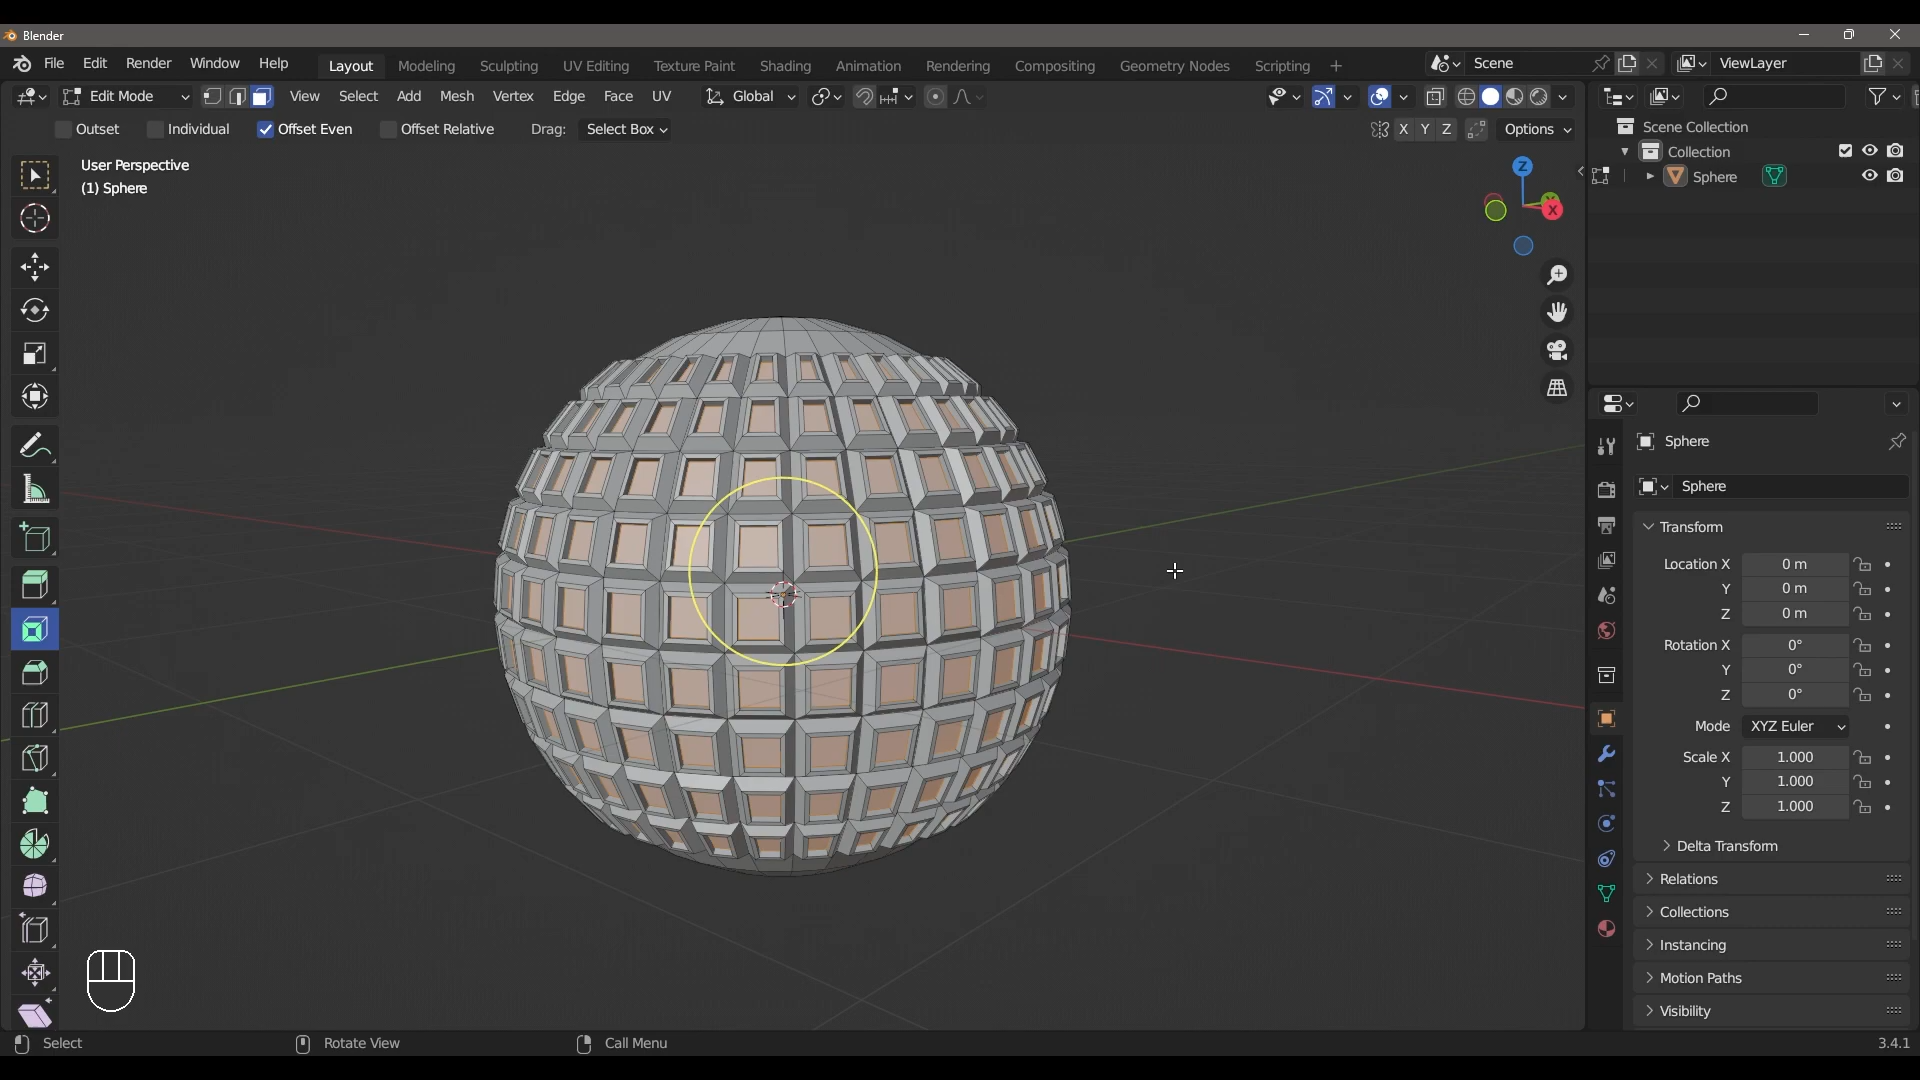 Blender
File Edit Render Window Help Layout Modeling Sculpting UV Editing Texture Paint Shading Animation Rendering Compositing Geometry Nodes Scripting + Scene ViewLayer
Edit Mode View Select Add Mesh Vertex Edge Face UV Global
Outset Individual Offset Even Offset Relative Drag: Select Box X Y Z Options
User Perspective
(1) Sphere
Z
X
Scene Collection
Collection
Sphere
Sphere
Sphere
Transform
Location X 0 m
Y 0 m
Z 0 m
Rotation X 0°
Y 0°
Z 0°
Mode XYZ Euler
Scale X 1.000
Y 1.000
Z 1.000
Delta Transform
Relations
Collections
Instancing
Motion Paths
Visibility
Select Rotate View Call Menu 3.4.1